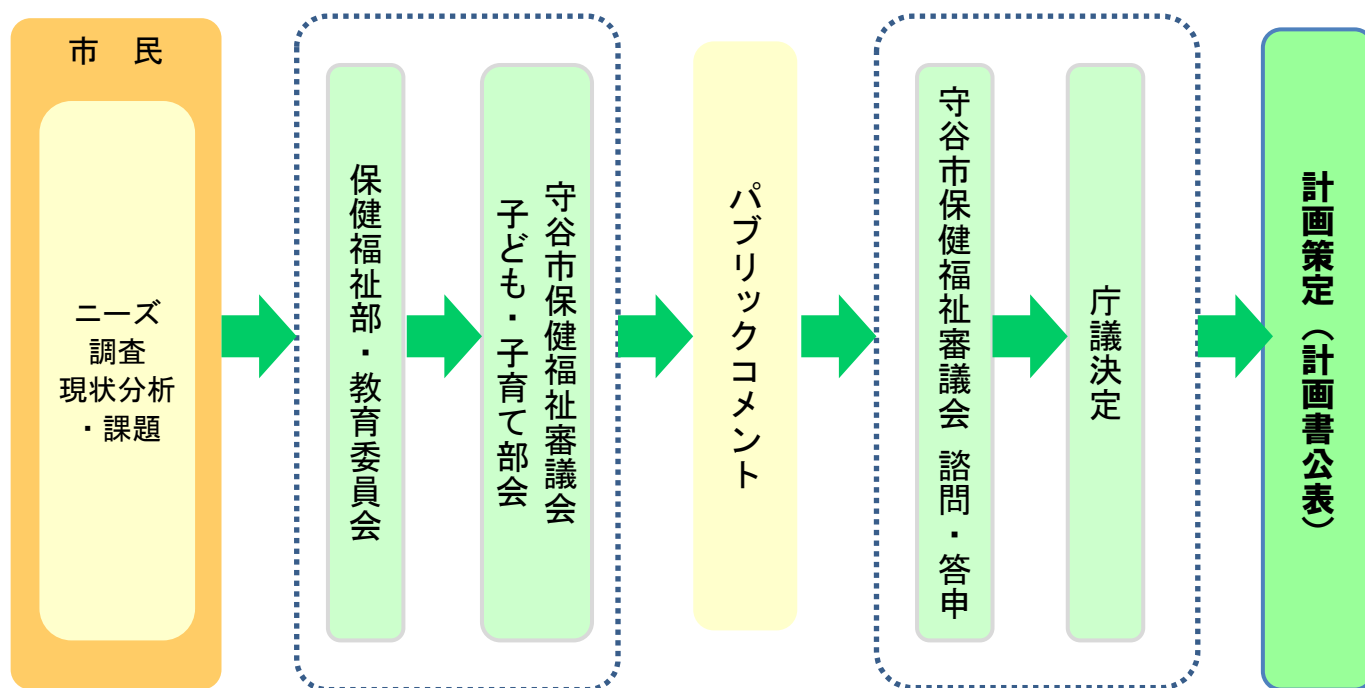 市　民
ニーズ
調査
現状分析
・課題
保健福祉部・教育委員会
守谷市保健福祉審議会
子ども・子育て部会
パブリックコメント
守谷市保健福祉審議会 諮問・答申
庁議決定
計画策定（計画書公表）